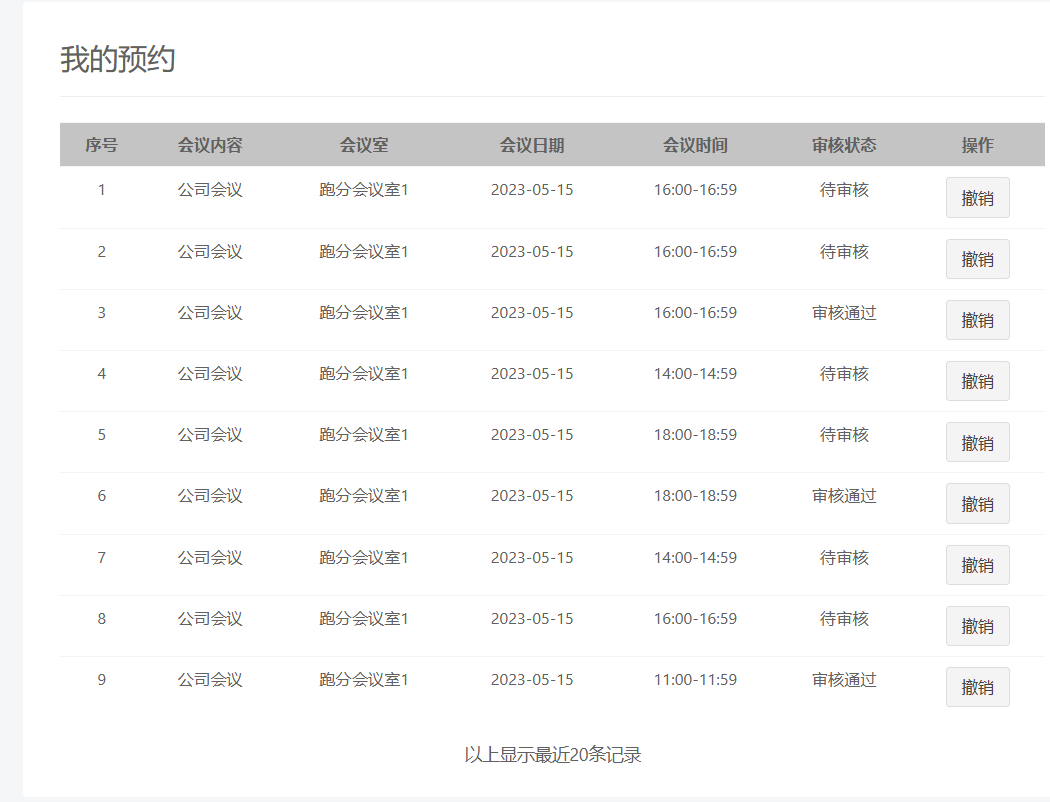 我的预约
序号 会议内容 会议室 会议日期 会议时间 审核状态 操作
1 公司会议 跑分会议室1 2023-05-15 16:00-16:59 待审核 撤销
2 公司会议 跑分会议室1 2023-05-15 16:00-16:59 待审核 撤销
3 公司会议 跑分会议室1 2023-05-15 16:00-16:59 审核通过 撤销
4 公司会议 跑分会议室1 2023-05-15 14:00-14:59 待审核 撤销
5 公司会议 跑分会议室1 2023-05-15 18:00-18:59 待审核 撤销
6 公司会议 跑分会议室1 2023-05-15 18:00-18:59 审核通过 撤销
7 公司会议 跑分会议室1 2023-05-15 14:00-14:59 待审核 撤销
8 公司会议 跑分会议室1 2023-05-15 16:00-16:59 待审核 撤销
9 公司会议 跑分会议室1 2023-05-15 11:00-11:59 审核通过 撤销
以上显示最近20条记录